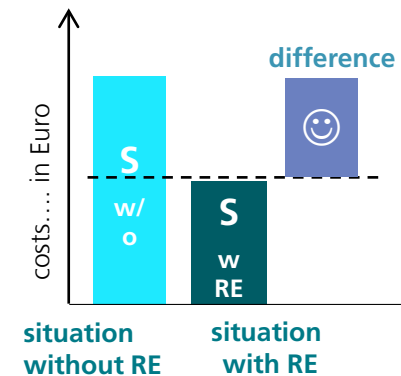 difference
costs.... in Euro
S
w/
o
S
w
RE
situation
without RE
situation
with RE